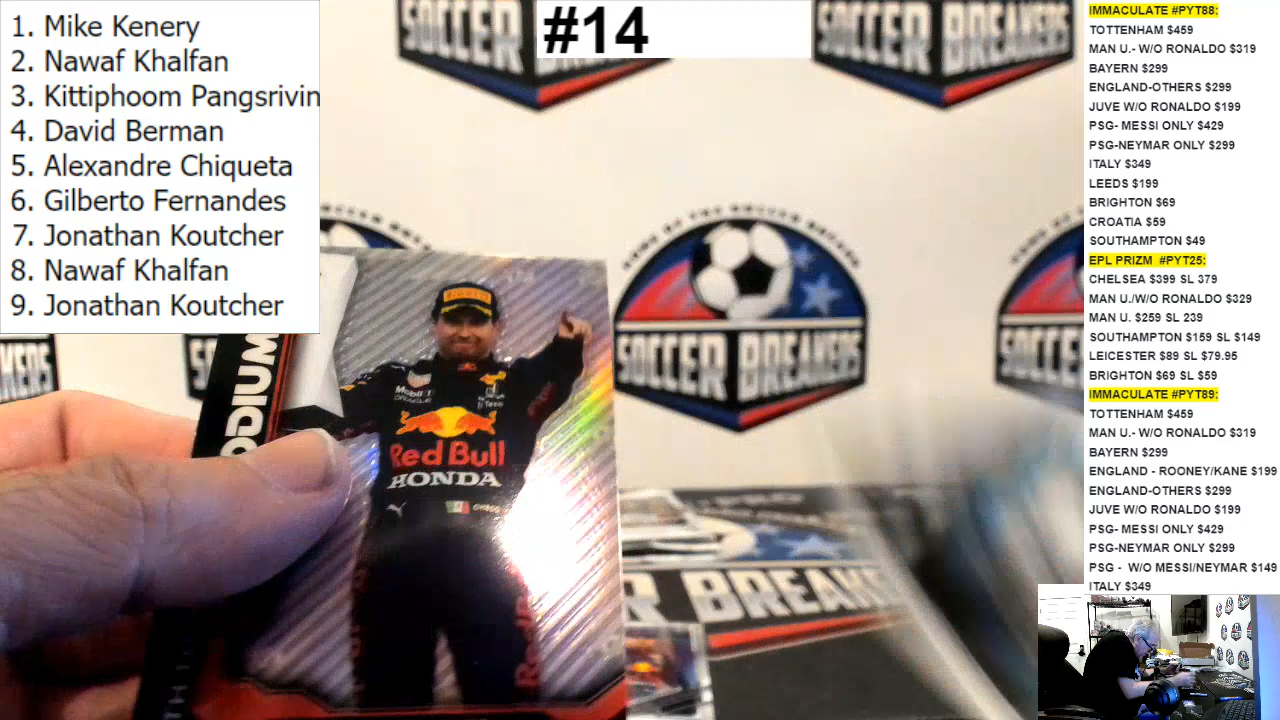 1. Mike Kenery
2. Nawaf Khalfan
3. Kittiphoom Pangsrivin
4. David Berman
5. Alexandre Chiqueta
6. Gilberto Fernandes
7. Jonathan Koutcher
8. Nawaf Khalfan
9. Jonathan Koutcher
#14
SOCCER BREAKERS
SOCCER BREAKERS
SOCCER BREAKERS
PIRELLI
Mobil 1
ORACLE
Red Bull
HONDA
IMMACULATE #PYT88:
TOTTENHAM $459
MAN U.- W/O RONALDO $319
BAYERN $299
ENGLAND-OTHERS $299
JUVE W/O RONALDO $199
PSG- MESSI ONLY $429
PSG-NEYMAR ONLY $299
ITALY $349
LEEDS $199
BRIGHTON $69
CROATIA $59
SOUTHAMPTON $49
EPL PRIZM #PYT25:
CHELSEA $399 SL 379
MAN U./W/O RONALDO $329
MAN U. $259 SL 239
SOUTHAMPTON $159 SL $149
LEICESTER $89 SL $79.95
BRIGHTON $69 SL $59
IMMACULATE #PYT89:
TOTTENHAM $459
MAN U.- W/O RONALDO $319
BAYERN $299
ENGLAND - ROONEY/KANE $199
ENGLAND-OTHERS $299
JUVE W/O RONALDO $199
PSG- MESSI ONLY $429
PSG-NEYMAR ONLY $299
PSG - W/O MESSI/NEYMAR $149
ITALY $349